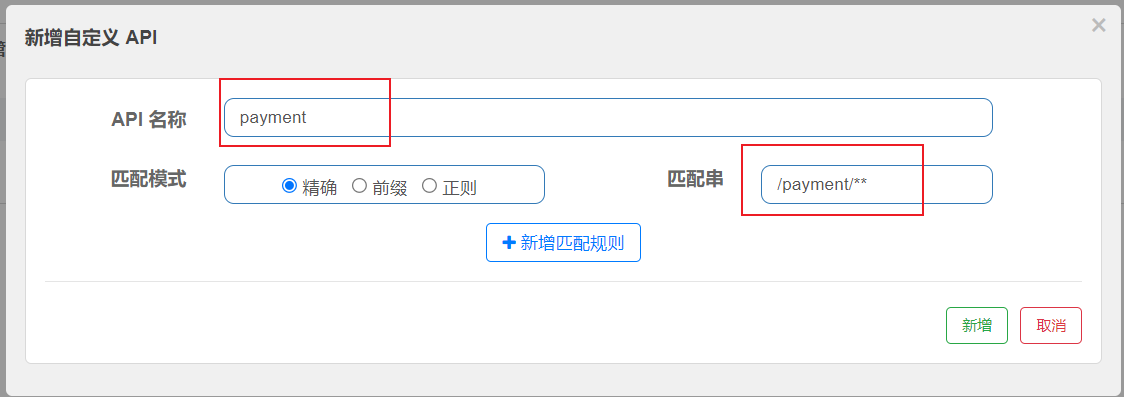 新增自定义 API
×
API 名称 payment
匹配模式 精确 前缀 正则 匹配串 /payment/**
+ 新增匹配规则
新增 取消